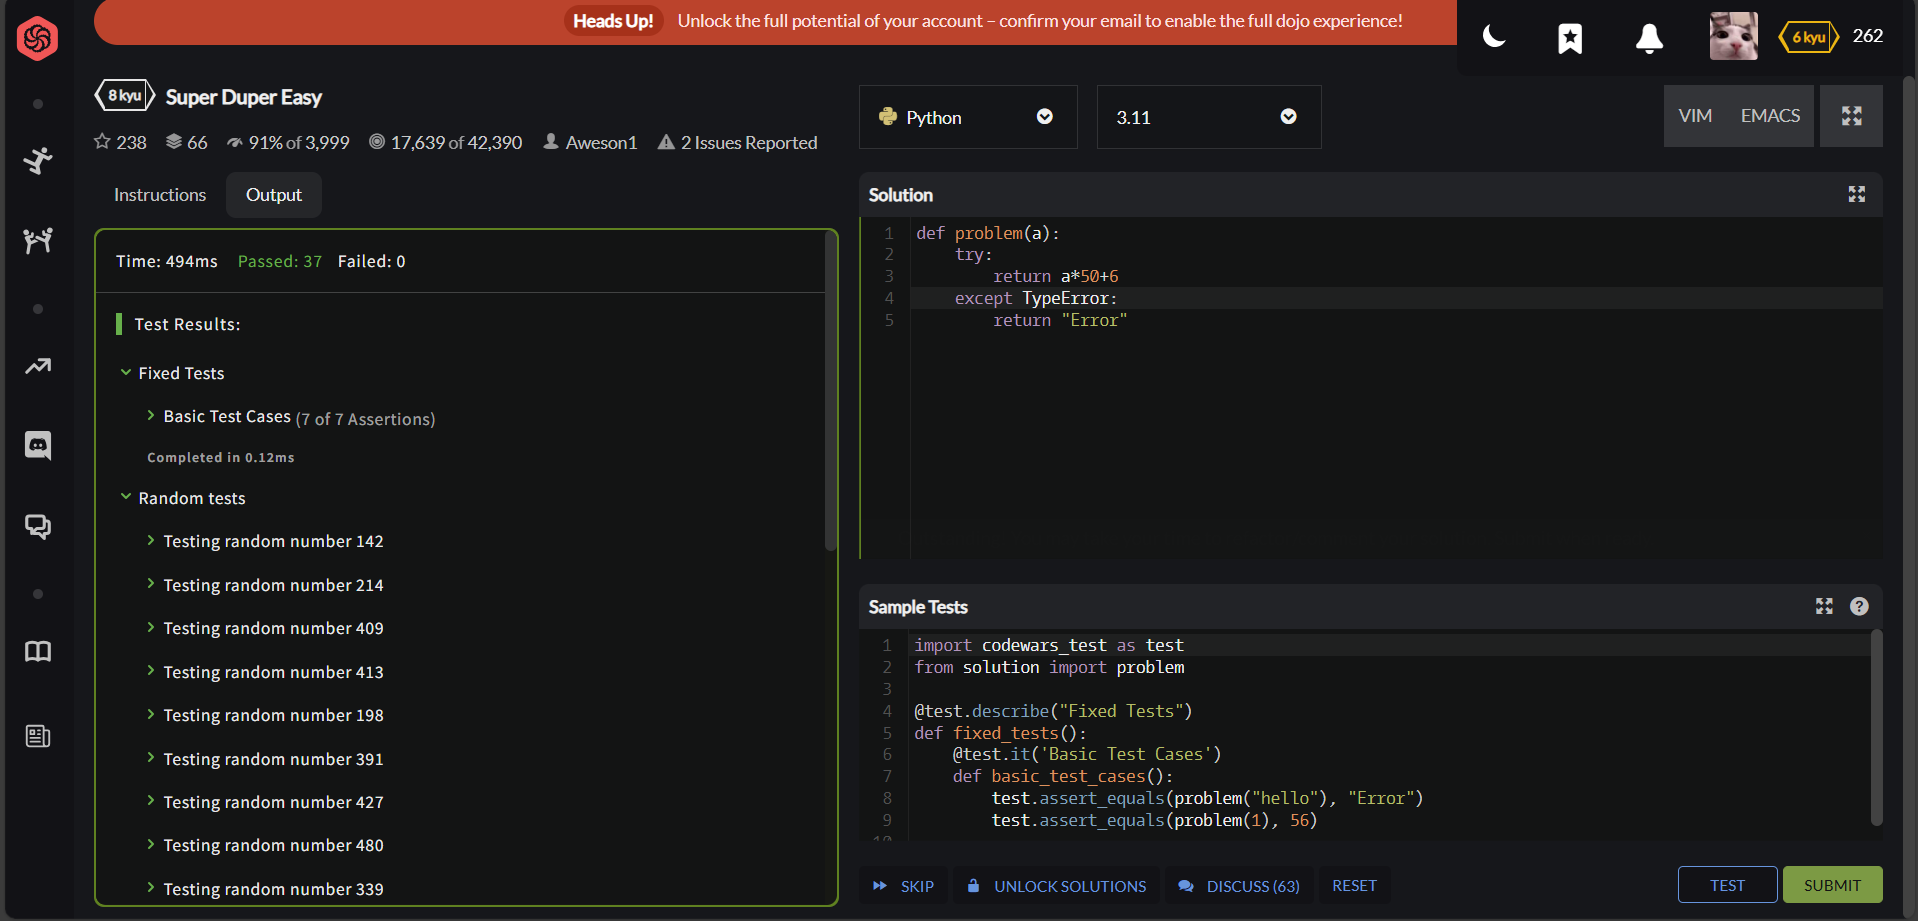 Heads Up! Unlock the full potential of your account – confirm your email to enable the full dojo experience!
6 kyu 262
8 kyu Super Duper Easy
238 66 91% of 3,999 17,639 of 42,390 Aweson1 2 Issues Reported
Instructions Output
Time: 494ms Passed: 37 Failed: 0
Test Results:
Fixed Tests
Basic Test Cases (7 of 7 Assertions)
Completed in 0.12ms
Random tests
Testing random number 142
Testing random number 214
Testing random number 409
Testing random number 413
Testing random number 198
Testing random number 391
Testing random number 427
Testing random number 480
Testing random number 339
Python 3.11 VIM EMACS
Solution
1 def problem(a):
2     try:
3         return a*50+6
4     except TypeError:
5         return "Error"
Sample Tests
1 import codewars_test as test
2 from solution import problem
3
4 @test.describe("Fixed Tests")
5 def fixed_tests():
6     @test.it('Basic Test Cases')
7     def basic_test_cases():
8         test.assert_equals(problem("hello"), "Error")
9         test.assert_equals(problem(1), 56)
10
SKIP UNLOCK SOLUTIONS DISCUSS (63) RESET TEST SUBMIT